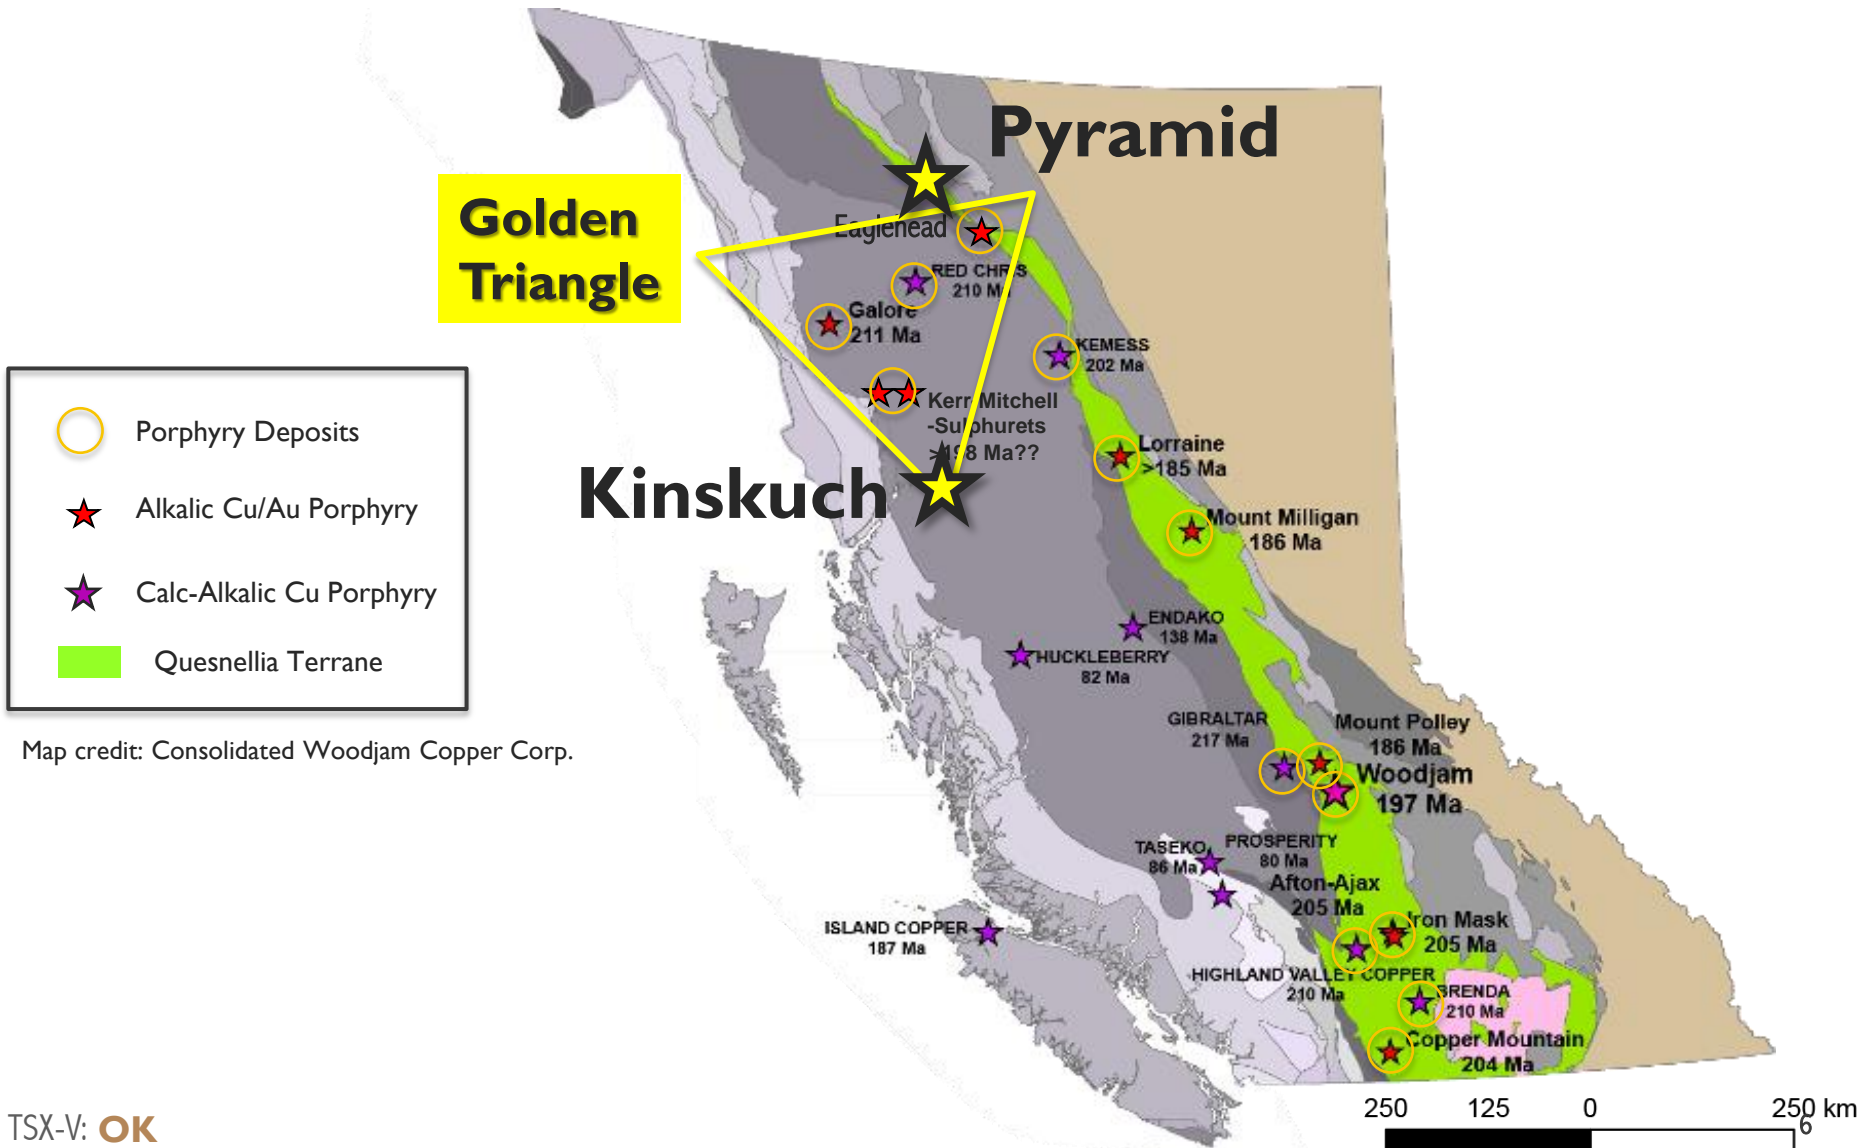 Pyramid
Golden
Triangle
Eaglehead
RED CHRIS
210 Ma
Galore
211 Ma
KEMESS
202 Ma
Kerr Mitchell
-Sulphurets
>198 Ma??
Kinskuch
Lorraine
>185 Ma
Mount Milligan
186 Ma
Porphyry Deposits
Alkalic Cu/Au Porphyry
Calc-Alkalic Cu Porphyry
Quesnellia Terrane
Map credit: Consolidated Woodjam Copper Corp.
ENDAKO
138 Ma
HUCKLEBERRY
82 Ma
GIBRALTAR
217 Ma
Mount Polley
186 Ma
Woodjam
197 Ma
TASEKO
86 Ma
PROSPERITY
80 Ma
Afton-Ajax
205 Ma
Iron Mask
205 Ma
ISLAND COPPER
187 Ma
HIGHLAND VALLEY COPPER
210 Ma
BRENDA
210 Ma
Copper Mountain
204 Ma
250 125 0 250 km
TSX-V: OK
6